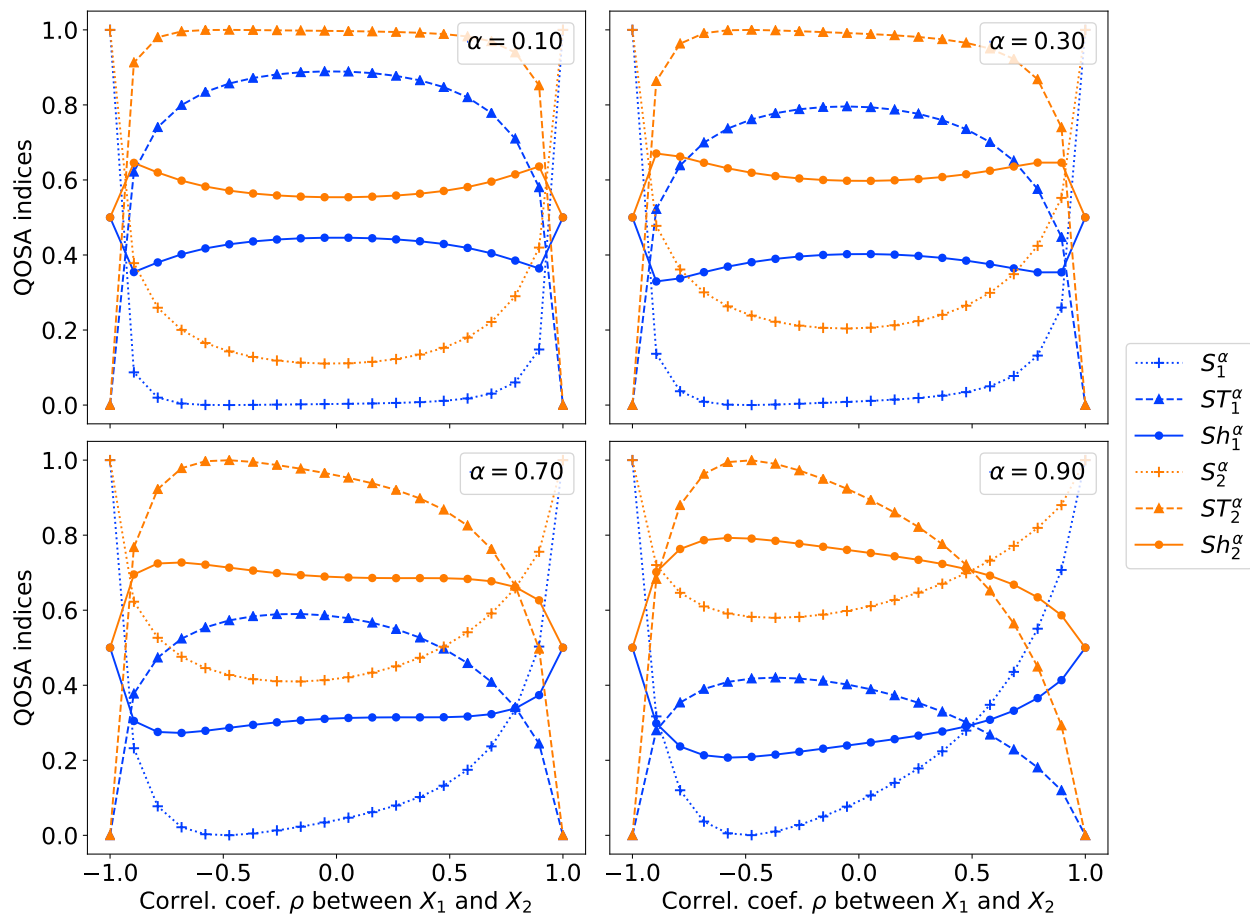 α = 0.10
α = 0.30
1.0
0.8
0.6
0.4
0.2
0.0
QOSA indices
α = 0.70
α = 0.90
1.0
0.8
0.6
0.4
0.2
0.0
QOSA indices
−1.0 −0.5 0.0 0.5 1.0
−1.0 −0.5 0.0 0.5 1.0
Correl. coef. ρ between X₁ and X₂
Correl. coef. ρ between X₁ and X₂
S₁^α
ST₁^α
Sh₁^α
S₂^α
ST₂^α
Sh₂^α